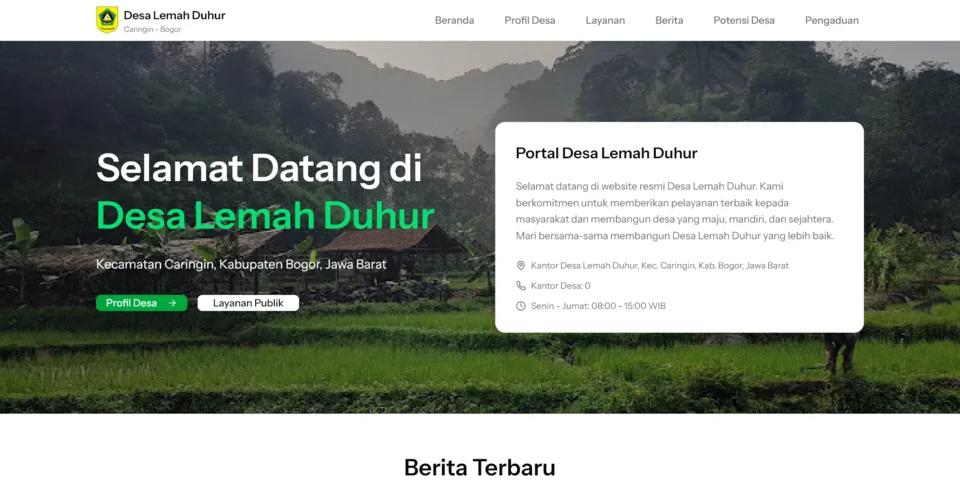 Desa Lemah Duhur
Caringin - Bogor
Beranda
Profil Desa
Layanan
Berita
Potensi Desa
Pengaduan
Selamat Datang di
Desa Lemah Duhur
Kecamatan Caringin, Kabupaten Bogor, Jawa Barat
Profil Desa
Layanan Publik
Portal Desa Lemah Duhur
Selamat datang di website resmi Desa Lemah Duhur. Kami
berkomitmen untuk memberikan pelayanan terbaik kepada
masyarakat dan membangun desa yang maju, mandiri, dan sejahtera.
Mari bersama-sama membangun Desa Lemah Duhur yang lebih baik.
Kantor Desa Lemah Duhur, Kec. Caringin, Kab. Bogor, Jawa Barat
Kantor Desa: 0
Senin - Jumat: 08:00 - 15:00 WIB
Berita Terbaru